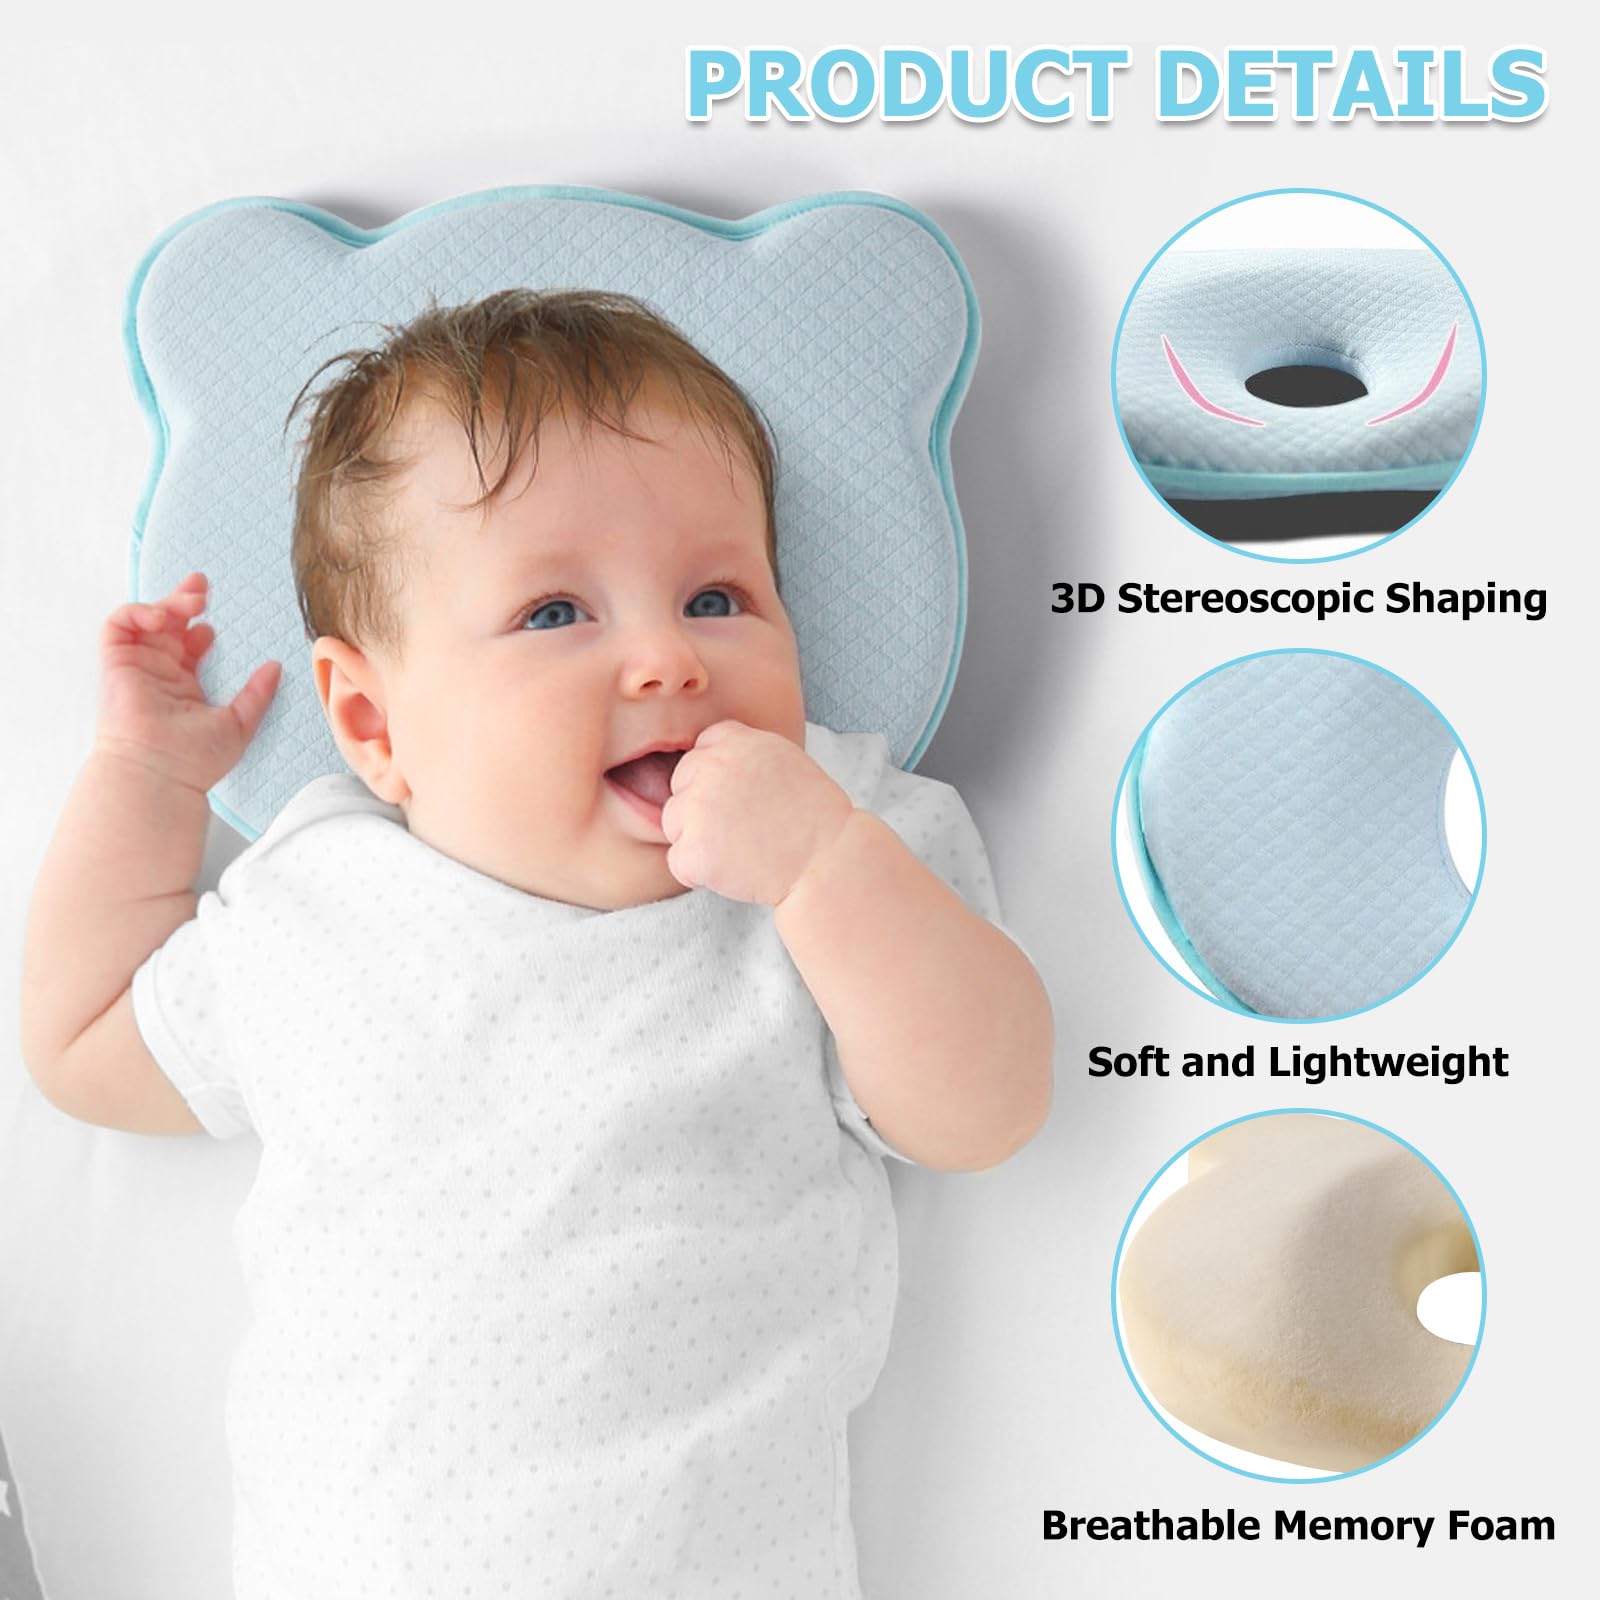 PRODUCT DETAILS
3D Stereoscopic Shaping
Soft and Lightweight
Breathable Memory Foam